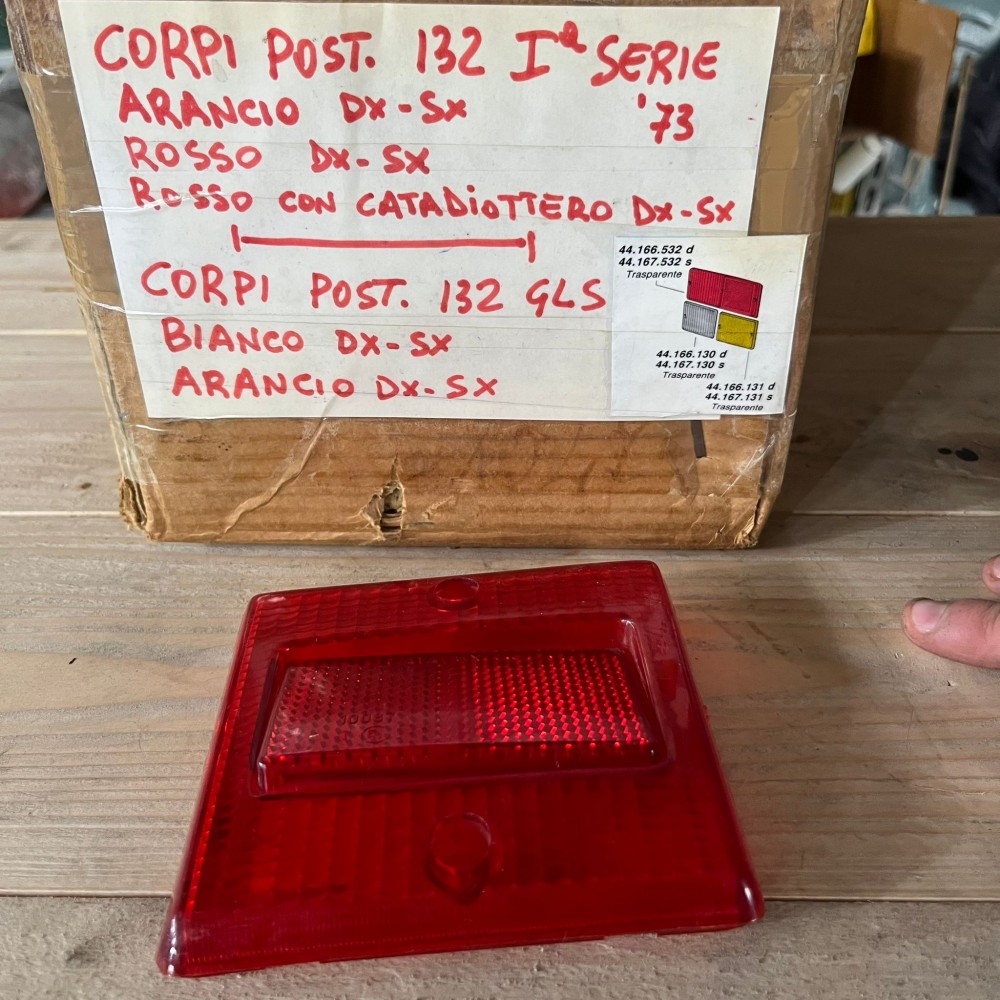 CORPI POST. 132 Iª SERIE
ARANCIO DX-SX '73
ROSSO DX-SX
ROSSO CON CATADIOTTERO DX-SX
CORPI POST. 132 GLS
BIANCO DX-SX
ARANCIO DX-SX
44.166.532 d
44.167.532 s
Trasparente
44.166.130 d
44.167.130 s
Trasparente
44.166.131 d
44.167.131 s
Trasparente